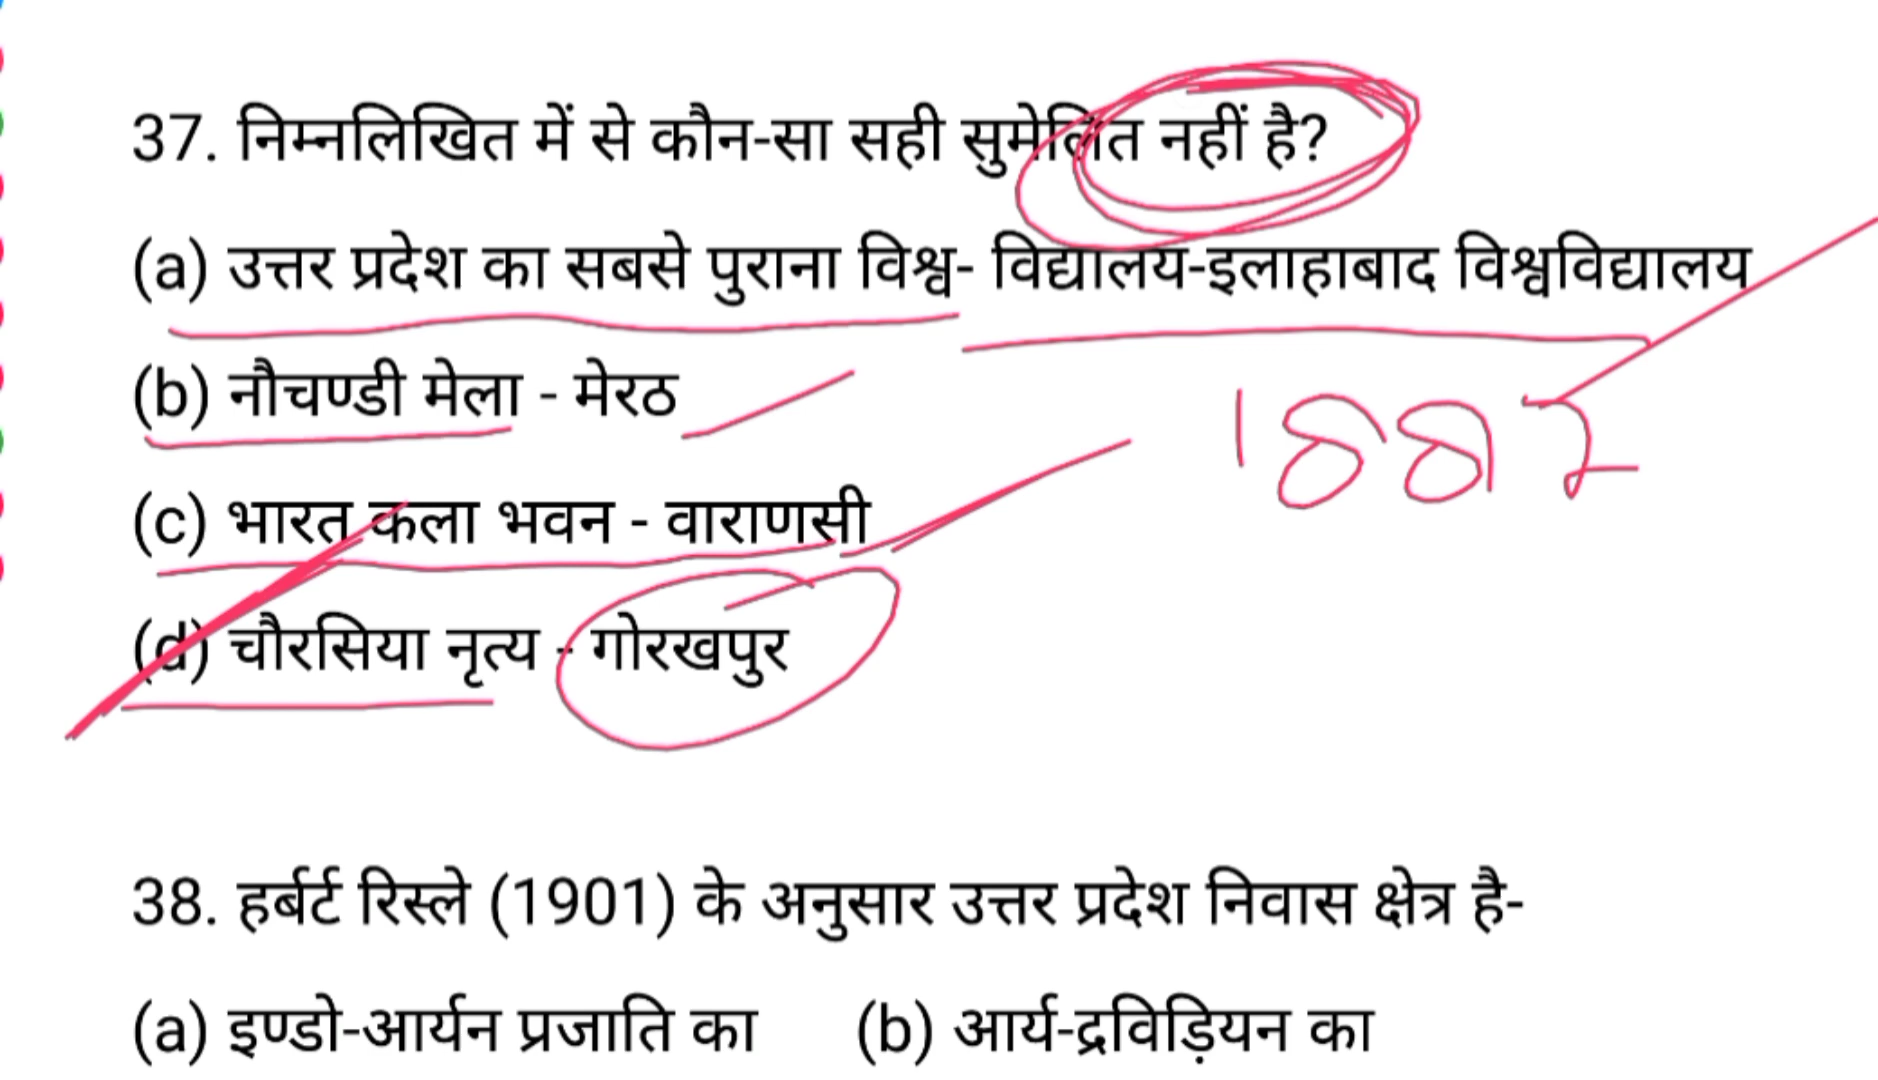 37. निम्नलिखित में से कौन-सा सही सुमेलित नहीं है?
(a) उत्तर प्रदेश का सबसे पुराना विश्व- विद्यालय-इलाहाबाद विश्वविद्यालय
(b) नौचण्डी मेला - मेरठ
1887
(c) भारत कला भवन - वाराणसी
(d) चौरसिया नृत्य - गोरखपुर
38. हर्बर्ट रिस्ले (1901) के अनुसार उत्तर प्रदेश निवास क्षेत्र है-
(a) इण्डो-आर्यन प्रजाति का (b) आर्य-द्रविड़ियन का